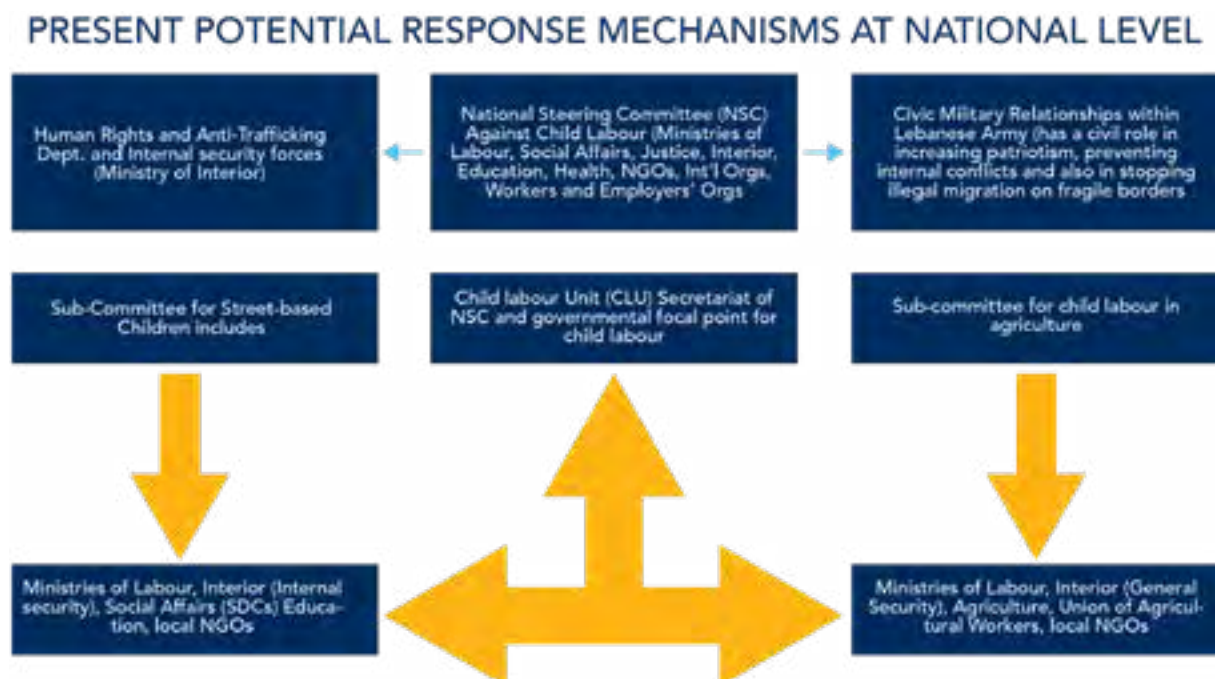 PRESENT POTENTIAL RESPONSE MECHANISMS AT NATIONAL LEVEL
Human Rights and Anti-Trafficking
Dept. and Internal security forces
(Ministry of Interior)
National Steering Committee (NSC)
Against Child Labour (Ministries of
Labour, Social Affairs, Justice, Interior,
Education, Health, NGOs, Int'l Orgs,
Workers and Employers' Orgs
Civic Military Relationships within
Lebanese Army (has a civil role in
increasing patriotism, preventing
internal conflicts and also in stopping
illegal migration on fragile borders
Sub-Committee for Street-based
Children includes
Child labour Unit (CLU) Secretariat of
NSC and governmental focal point for
child labour
Sub-committee for child labour in
agriculture
Ministries of Labour, Interior (Internal
security), Social Affairs (SDCs) Educa-
tion, local NGOs
Ministries of Labour, Interior (General
Security), Agriculture, Union of Agricul-
tural Workers, local NGOs